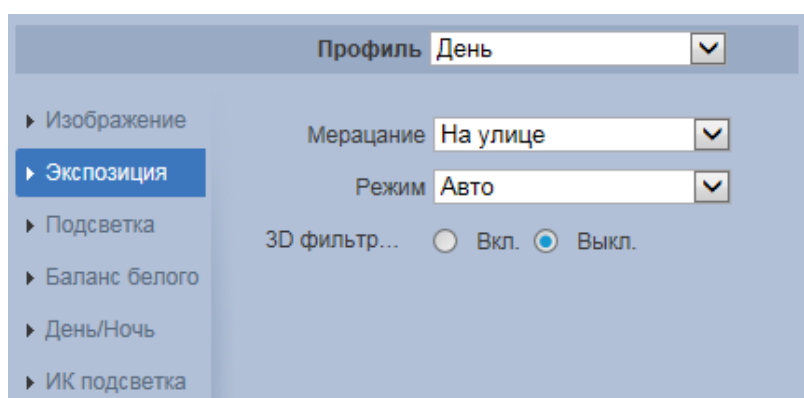 Профиль День
Изображение
Мерацание На улице
Экспозиция
Режим Авто
Подсветка
3D фильтр... Вкл. Выкл.
Баланс белого
День/Ночь
ИК подсветка